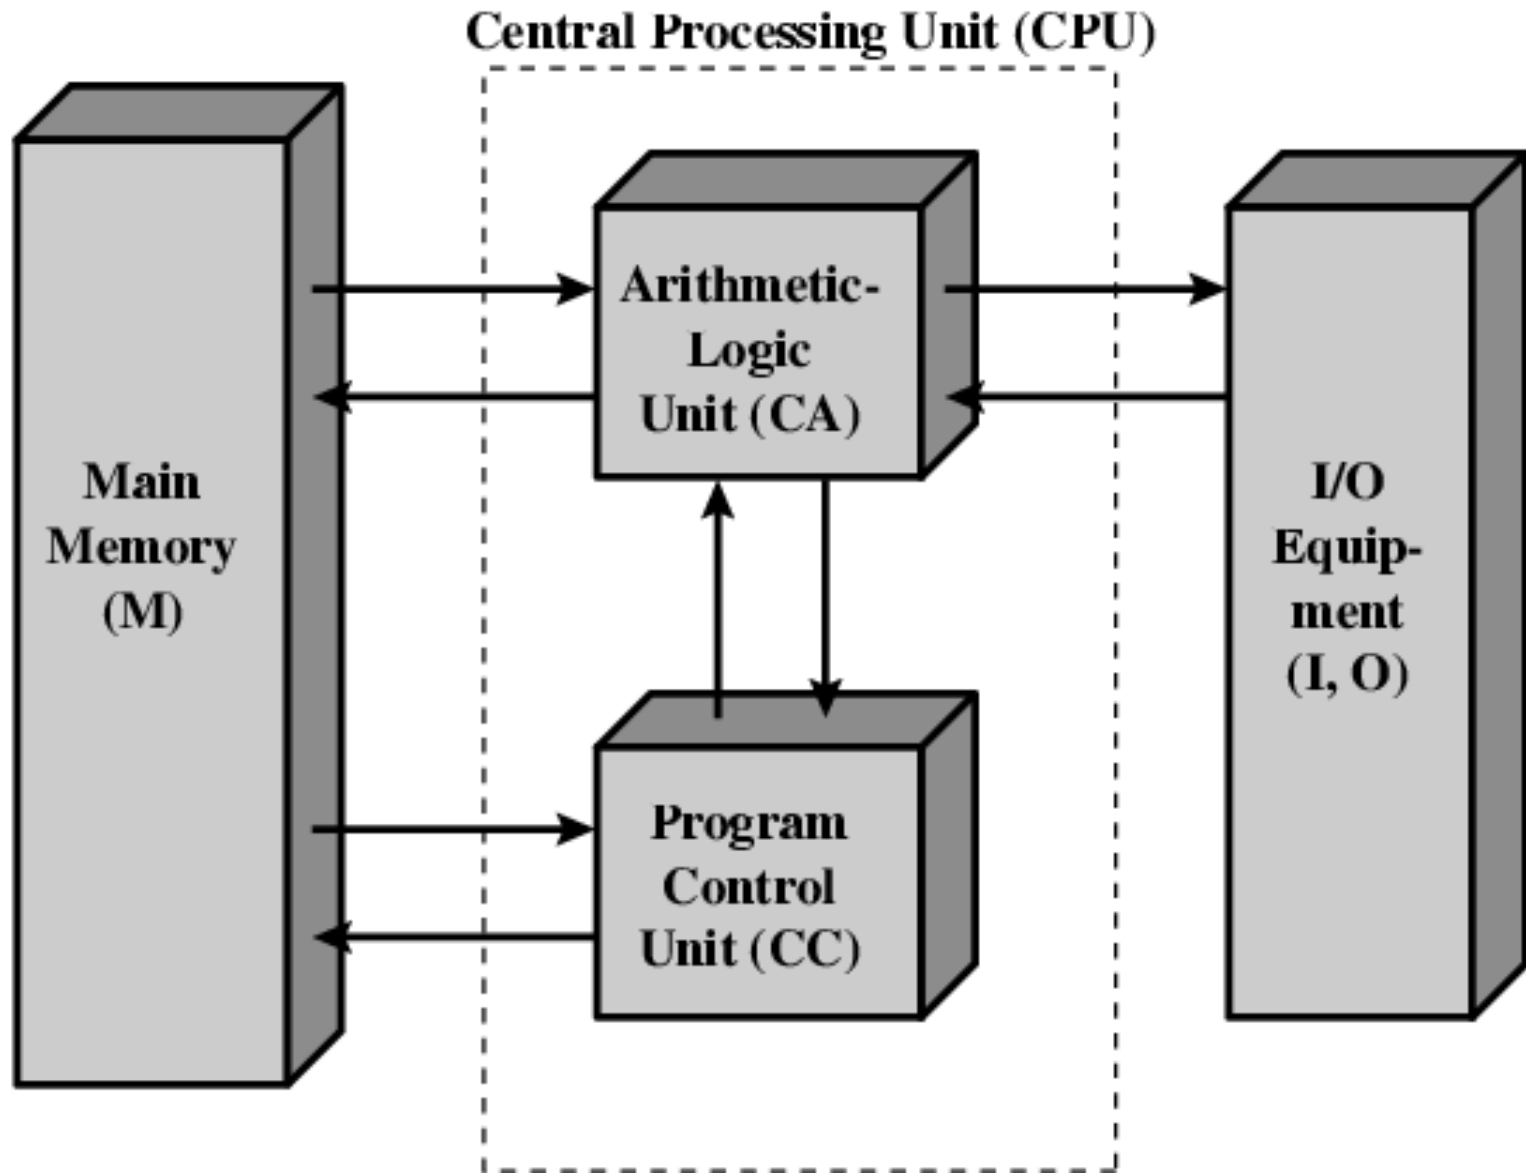 Central Processing Unit (CPU)
Main
Memory
(M)
Arithmetic-
Logic
Unit (CA)
Program
Control
Unit (CC)
I/O
Equip-
ment
(I, O)